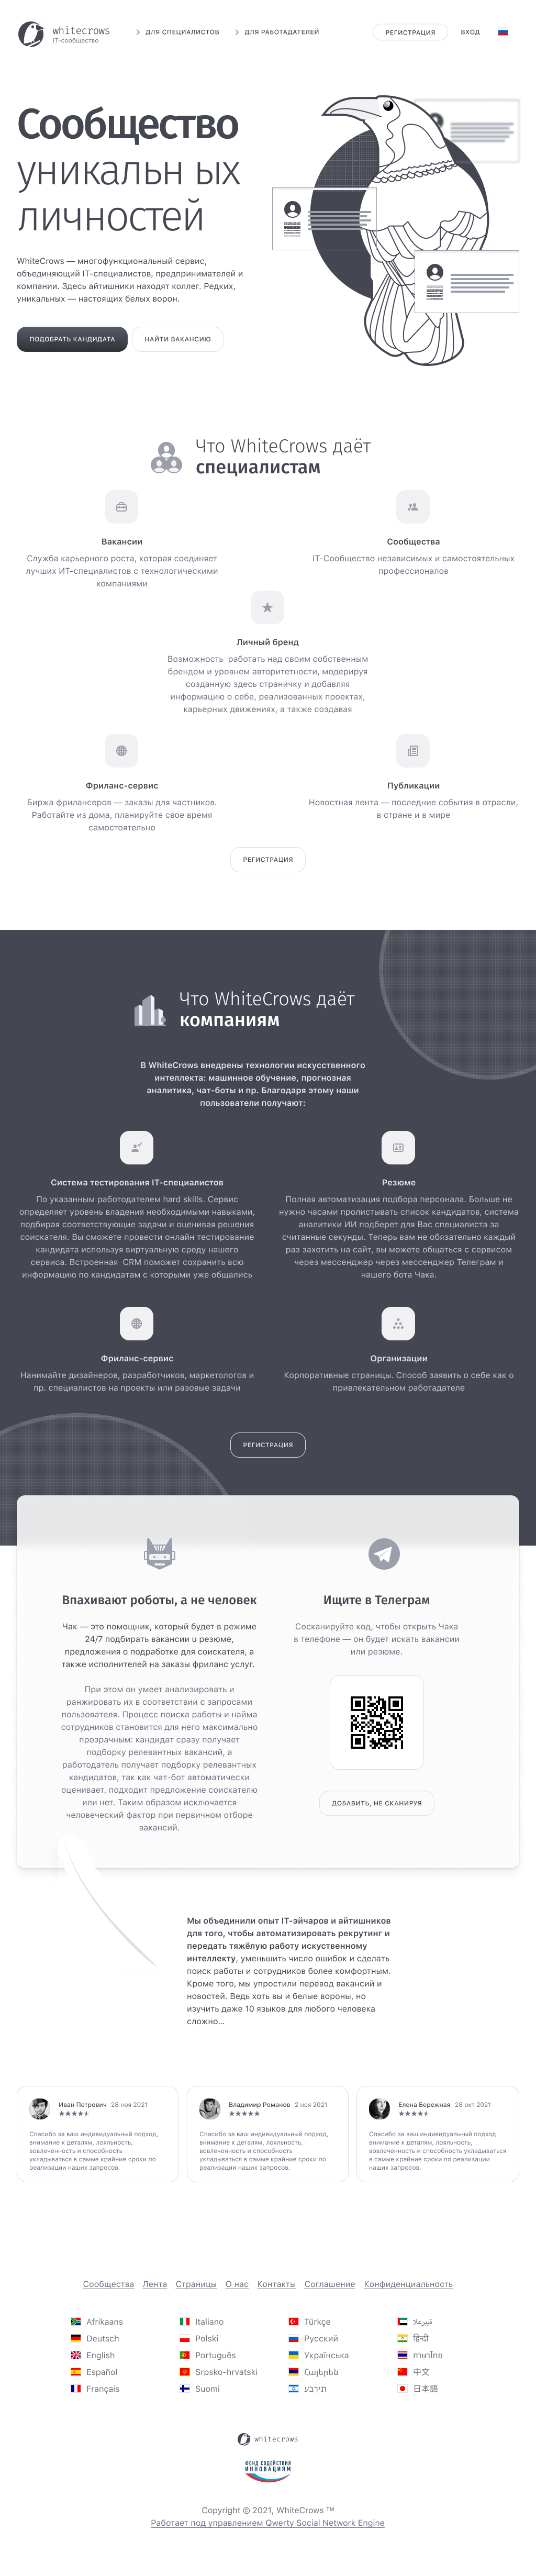 whitecrows
IT-сообщество
ДЛЯ СПЕЦИАЛИСТОВ
ДЛЯ РАБОТАДАТЕЛЕЙ
РЕГИСТРАЦИЯ
ВХОД
Сообщество
уникальн ых
личностей
WhiteCrows — многофункциональный сервис,
объединяющий IT-специалистов, предпринимателей и
компании. Здесь айтишники находят коллег. Редких,
уникальных — настоящих белых ворон.
ПОДОБРАТЬ КАНДИДАТА
НАЙТИ ВАКАНСИЮ
Что WhiteCrows даёт
специалистам
Вакансии
Служба карьерного роста, которая соединяет
лучших ИТ-специалистов с технологическими
компаниями
Сообщества
IT-Сообщество независимых и самостоятельных
профессионалов
Личный бренд
Возможность работать над своим собственным
брендом и уровнем авторитетности, модерируя
созданную здесь страничку и добавляя
информацию о себе, реализованных проектах,
карьерных движениях, а также создавая
Фриланс-сервис
Биржа фрилансеров — заказы для частников.
Работайте из дома, планируйте свое время
самостоятельно
Публикации
Новостная лента — последние события в отрасли,
в стране и в мире
РЕГИСТРАЦИЯ
Что WhiteCrows даёт
компаниям
В WhiteCrows внедрены технологии искусственного
интеллекта: машинное обучение, прогнозная
аналитика, чат-боты и пр. Благодаря этому наши
пользователи получают:
Система тестирования IT-специалистов
По указанным работодателем hard skills. Сервис
определяет уровень владения необходимыми навыками,
подбирая соответствующие задачи и оценивая решения
соискателя. Вы сможете провести онлайн тестирование
кандидата используя виртуальную среду нашего
сервиса. Встроенная CRM поможет сохранить всю
информацию по кандидатам с которыми уже общались
Резюме
Полная автоматизация подбора персонала. Больше не
нужно часами пролистывать список кандидатов, система
аналитики ИИ подберет для Вас специалиста за
считанные секунды. Теперь вам не обязательно каждый
раз захотить на сайт, вы можете общаться с сервисом
через мессенджер через мессенджер Телеграм и
нашего бота Чака.
Фриланс-сервис
Нанимайте дизайнеров, разработчиков, маркетологов и
пр. специалистов на проекты или разовые задачи
Организации
Корпоративные страницы. Способ заявить о себе как о
привлекательном работадателе
РЕГИСТРАЦИЯ
Впахивают роботы, а не человек
Чак — это помощник, который будет в режиме
24/7 подбирать вакансии u резюме,
предложения о подработке для соискателя, а
также исполнителей на заказы фриланс услуг.
При этом он умеет анализировать и
ранжировать их в соответствии с запросами
пользователя. Процесс поиска работы и найма
сотрудников становится для него максимально
прозрачным: кандидат сразу получает
подборку релевантных вакансий, а
работодатель получает подборку релевантных
кандидатов, так как чат-бот автоматически
оценивает, подходит предложение соискателю
или нет. Таким образом исключается
человеческий фактор при первичном отборе
вакансий.
Ищите в Телеграм
Сосканируйте код, чтобы открыть Чака
в телефоне — он будет искать вакансии
или резюме.
ДОБАВИТЬ, НЕ СКАНИРУЯ
Мы объединили опыт IT-эйчаров и айтишников
для того, чтобы автоматизировать рекрутинг и
передать тяжёлую работу искуственному
интеллекту, уменьшить число ошибок и сделать
поиск работы и сотрудников более комфортным.
Кроме того, мы упростили перевод вакансий и
новостей. Ведь хоть вы и белые вороны, но
изучить даже 10 языков для любого человека
сложно...
Иван Петрович 28 ноя 2021
Спасибо за ваш индивидуальный подход,
внимание к деталям, лояльность,
вовлеченность и способность
укладываться в самые крайние сроки по
реализации наших запросов.
Владимир Романов 2 ноя 2021
Спасибо за ваш индивидуальный подход,
внимание к деталям, лояльность,
вовлеченность и способность
укладываться в самые крайние сроки по
реализации наших запросов.
Елена Бережная 28 окт 2021
Спасибо за ваш индивидуальный подход,
внимание к деталям, лояльность,
вовлеченность и способность укладываться
в самые крайние сроки по реализации
наших запросов.
Сообщества Лента Страницы О нас Контакты Соглашение Конфиденциальность
Afrikaans
Deutsch
English
Español
Français
Italiano
Polski
Português
Srpsko-hrvatski
Suomi
Türkçe
Русский
Українська
Հայերեն
תירבע
हिन्दी
ภาษาไทย
中文
日本語
whitecrows
ФОНД СОДЕЙСТВИЯ
ИННОВАЦИЯМ
Copyright © 2021, WhiteCrows ™
Работает под управлением Qwerty Social Network Engine